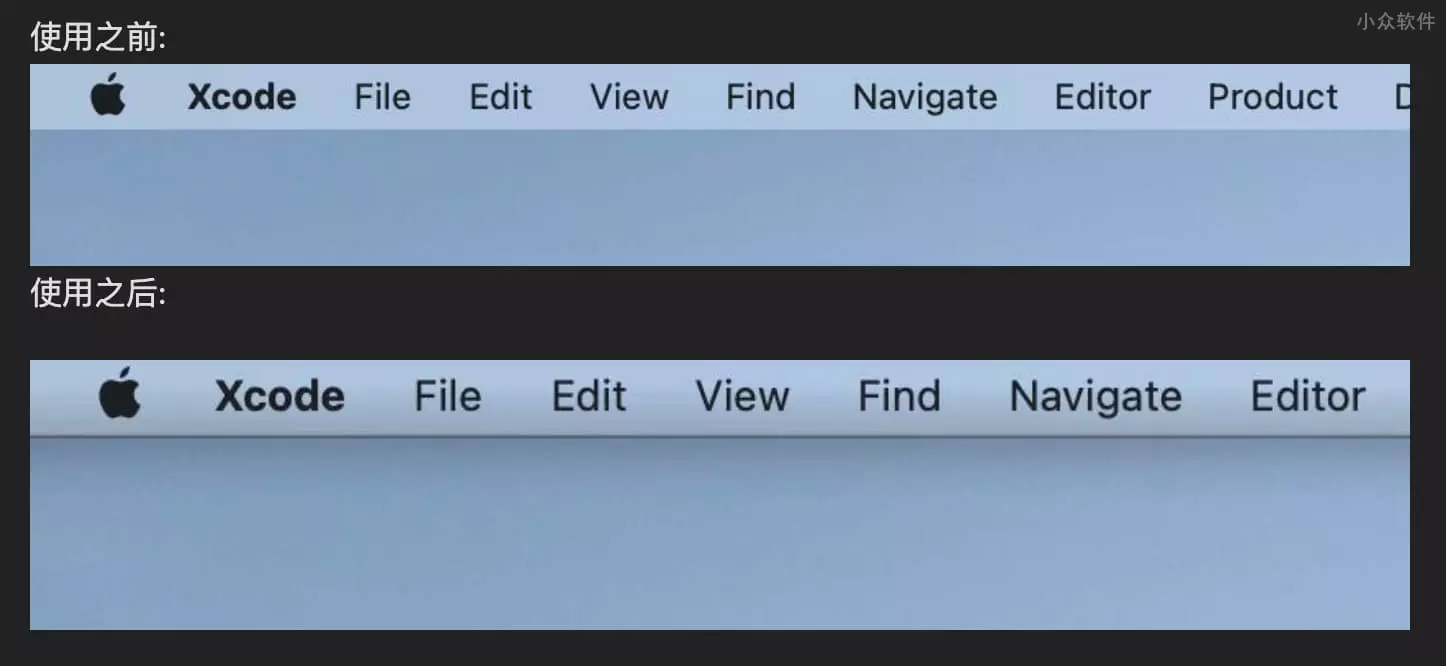 小众软件
使用之前:
Xcode File Edit View Find Navigate Editor Product
使用之后:
Xcode File Edit View Find Navigate Editor